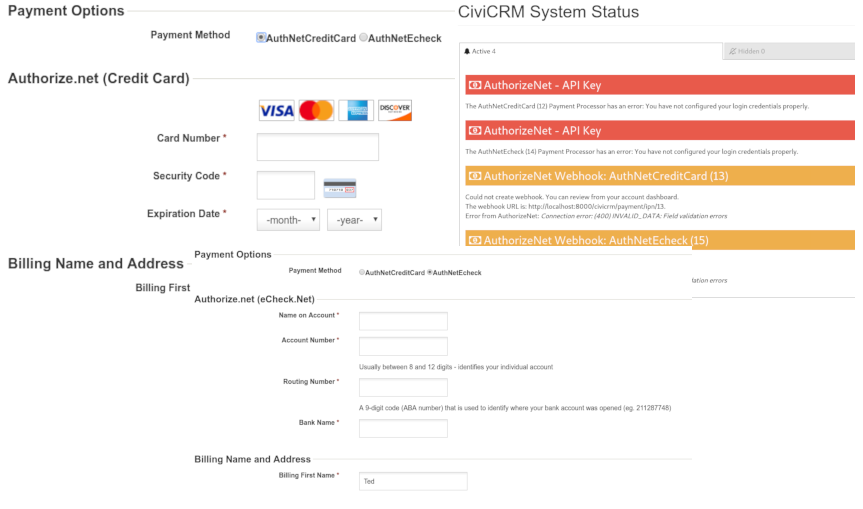 Payment Options
Payment Method
AuthNetCreditCard AuthNetEcheck
Authorize.net (Credit Card)
VISA DISCOVER
Card Number *
Security Code *
Expiration Date *
-month- -year-
Billing Name and Address
Billing First
CiviCRM System Status
Active 4
Hidden 0
AuthorizeNet - API Key
The AuthNetCreditCard (12) Payment Processor has an error: You have not configured your login credentials properly.
AuthorizeNet - API Key
The AuthNetEcheck (14) Payment Processor has an error: You have not configured your login credentials properly.
AuthorizeNet Webhook: AuthNetCreditCard (13)
Could not create webhook. You can review from your account dashboard.
The webhook URL is: http://localhost:8000/civicrm/payment/ipn/13.
Error from AuthorizeNet: Connection error: (400) INVALID_DATA: Field validation errors
AuthorizeNet Webhook: AuthNetEcheck (15)
errors
Payment Options
Payment Method
AuthNetCreditCard AuthNetEcheck
Authorize.net (eCheck.Net)
Name on Account *
Account Number *
Usually between 8 and 12 digits - identifies your individual account
Routing Number *
A 9-digit code (ABA number) that is used to identify where your bank account was opened (eg. 211287748)
Bank Name *
Billing Name and Address
Billing First Name *
Ted